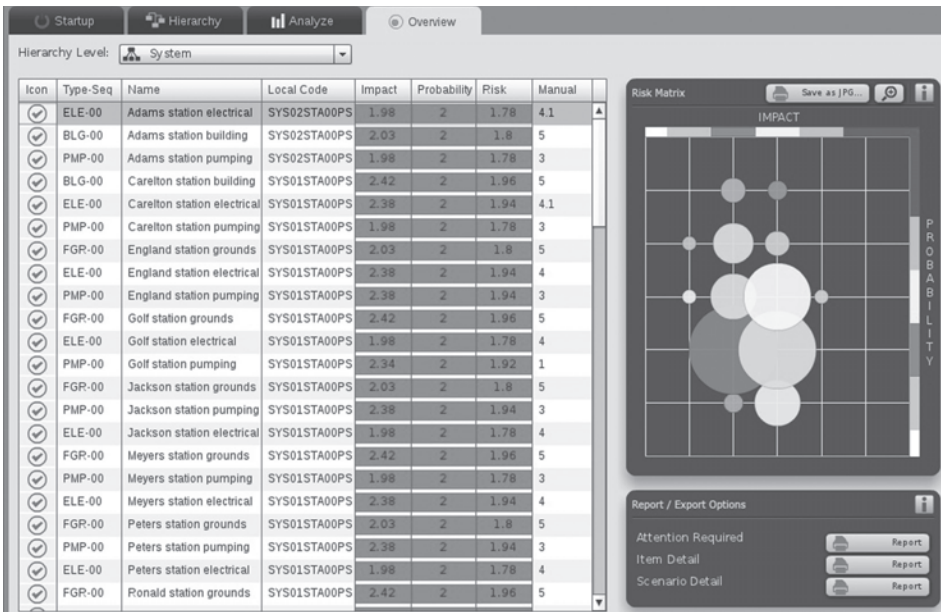 Startup Hierarchy Analyze Overview
Hierarchy Level: System
Icon Type-Seq Name Local Code Impact Probability Risk Manual
ELE-00 Adams station electrical SYS02STA00PS 1.98 2 1.78 4.1
BLG-00 Adams station building SYS02STA00PS 2.03 2 1.8 5
PMP-00 Adams station pumping SYS02STA00PS 1.98 2 1.78 3
BLG-00 Carelton station building SYS01STA00PS 2.42 2 1.96 5
ELE-00 Carelton station electrical SYS01STA00PS 2.38 2 1.94 4.1
PMP-00 Carelton station pumping SYS01STA00PS 1.98 2 1.78 3
FGR-00 England station grounds SYS01STA00PS 2.03 2 1.8 5
ELE-00 England station electrical SYS01STA00PS 2.38 2 1.94 4
PMP-00 England station pumping SYS01STA00PS 2.38 2 1.94 3
FGR-00 Golf station grounds SYS01STA00PS 2.42 2 1.96 5
ELE-00 Golf station electrical SYS01STA00PS 1.98 2 1.78 4
PMP-00 Golf station pumping SYS01STA00PS 2.34 2 1.92 1
FGR-00 Jackson station grounds SYS01STA00PS 2.03 2 1.8 5
PMP-00 Jackson station pumping SYS01STA00PS 2.38 2 1.94 3
ELE-00 Jackson station electrical SYS01STA00PS 1.98 2 1.78 4
FGR-00 Meyers station grounds SYS01STA00PS 2.42 2 1.96 5
PMP-00 Meyers station pumping SYS01STA00PS 1.98 2 1.78 3
ELE-00 Meyers station electrical SYS01STA00PS 2.38 2 1.94 4
FGR-00 Peters station grounds SYS01STA00PS 2.03 2 1.8 5
PMP-00 Peters station pumping SYS01STA00PS 2.38 2 1.94 3
ELE-00 Peters station electrical SYS01STA00PS 1.98 2 1.78 4
FGR-00 Ronald station grounds SYS01STA00PS 2.42 2 1.96 5
Risk Matrix Save as JPG... i
IMPACT
PROBABILITY
Report / Export Options i
Attention Required Report
Item Detail Report
Scenario Detail Report